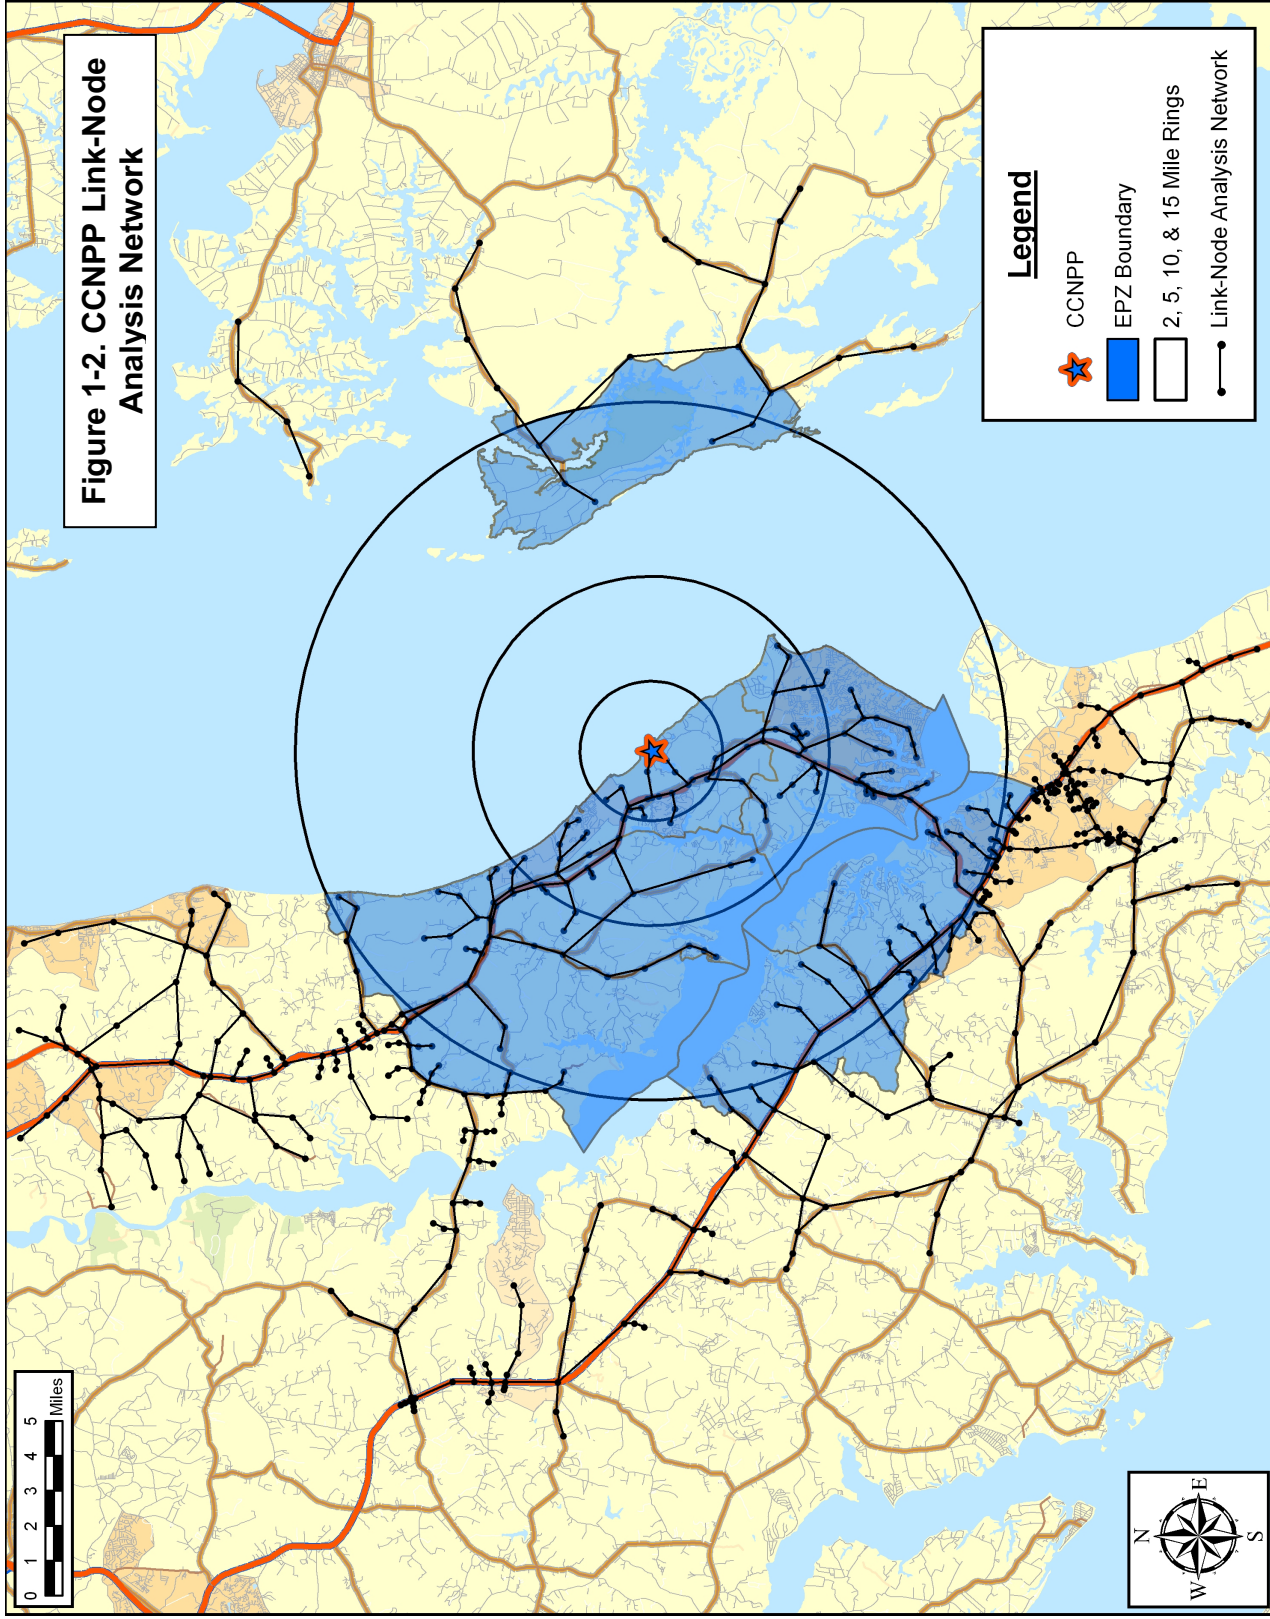 Figure 1-2. CCNPP Link-Node
Analysis Network
Legend
CCNPP
EPZ Boundary
2, 5, 10, & 15 Mile Rings
Link-Node Analysis Network
0 1 2 3 4 5
Miles
N
W E
S